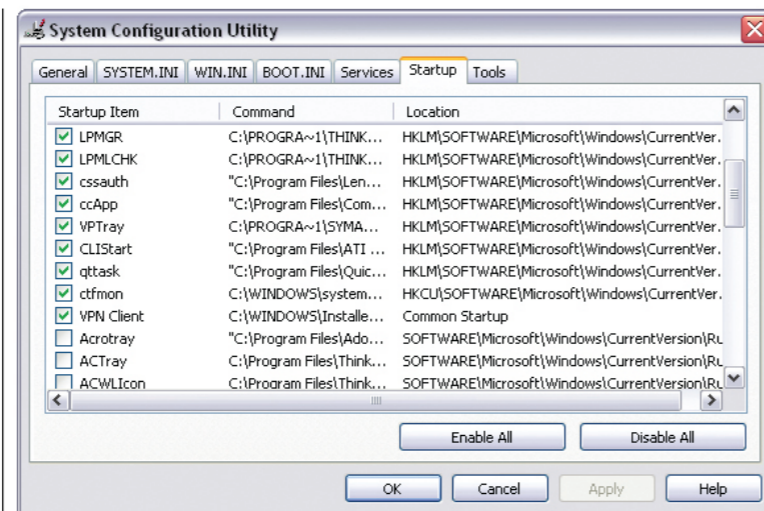 System Configuration Utility
General SYSTEM.INI WIN.INI BOOT.INI Services Startup Tools
Startup Item Command Location
LPMGR C:\PROGRA~1\THINK... HKLM\SOFTWARE\Microsoft\Windows\CurrentVer.
LPMLCHK C:\PROGRA~1\THINK... HKLM\SOFTWARE\Microsoft\Windows\CurrentVer.
cssauth "C:\Program Files\Len... HKLM\SOFTWARE\Microsoft\Windows\CurrentVer.
ccApp "C:\Program Files\Com... HKLM\SOFTWARE\Microsoft\Windows\CurrentVer.
VPTray C:\PROGRA~1\SYMA... HKLM\SOFTWARE\Microsoft\Windows\CurrentVer.
CLIStart "C:\Program Files\ATI ... HKLM\SOFTWARE\Microsoft\Windows\CurrentVer.
qttask "C:\Program Files\Quic... HKLM\SOFTWARE\Microsoft\Windows\CurrentVer.
ctfmon C:\WINDOWS\system... HKCU\SOFTWARE\Microsoft\Windows\CurrentVer.
VPN Client C:\WINDOWS\Installe... Common Startup
Acrotray "C:\Program Files\Ado... SOFTWARE\Microsoft\Windows\CurrentVersion\Ru
ACTray C:\Program Files\Think... SOFTWARE\Microsoft\Windows\CurrentVersion\Ru
ACWLIcon C:\Program Files\Think... SOFTWARE\Microsoft\Windows\CurrentVersion\Ru
Enable All Disable All
OK Cancel Apply Help